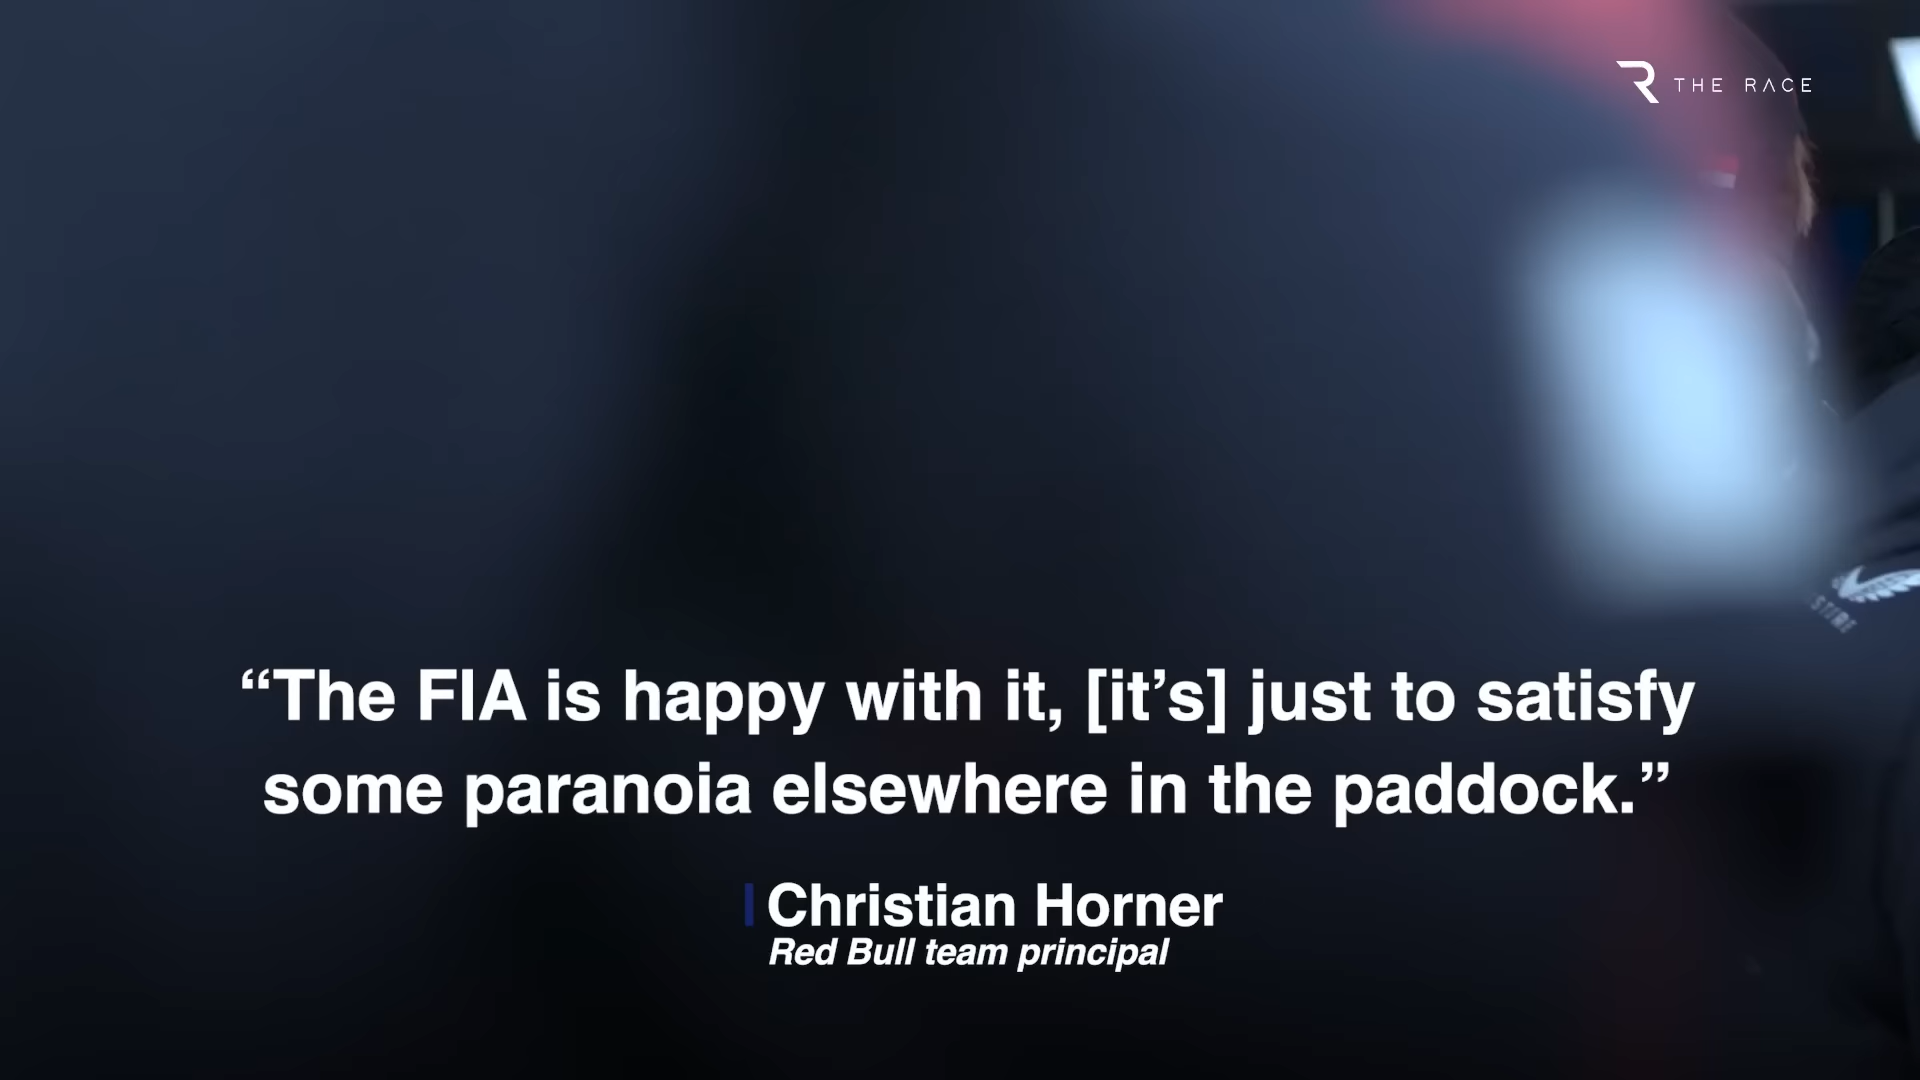 THE RACE
“The FIA is happy with it, [it’s] just to satisfy
some paranoia elsewhere in the paddock.”
Christian Horner
Red Bull team principal